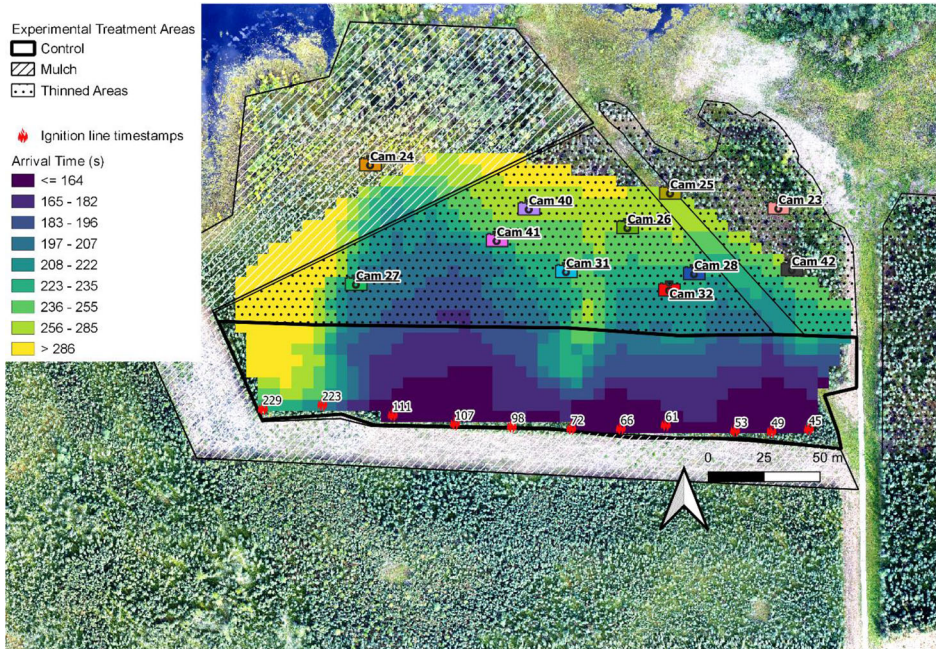 Experimental Treatment Areas
Control
Mulch
Thinned Areas
Ignition line timestamps
Arrival Time (s)
<= 164
165 - 182
183 - 196
197 - 207
208 - 222
223 - 235
236 - 255
256 - 285
> 286
Cam 24
Cam 25
Cam 40
Cam 23
Cam 26
Cam 41
Cam 31
Cam 28
Cam 42
Cam 27
Cam 32
229
223
111
107
98
72
66
61
53
49
45
0 25 50 m